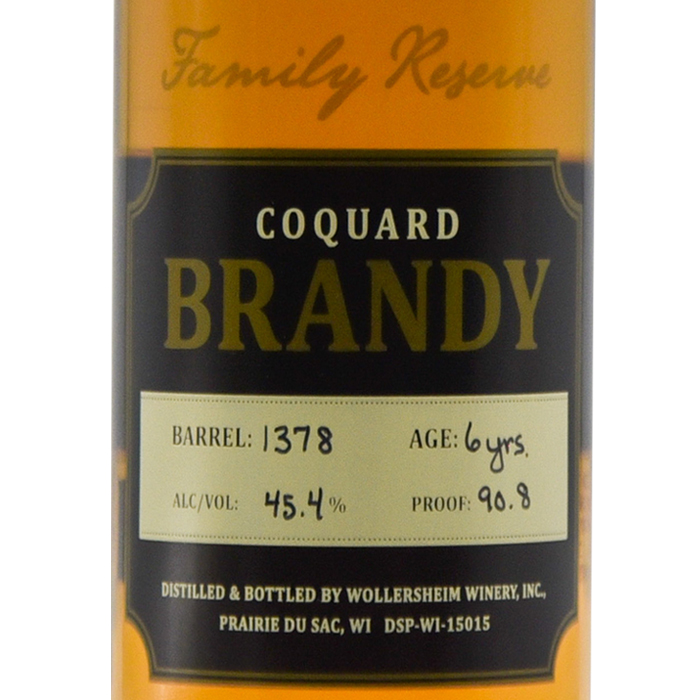 Family Reserve
COQUARD
BRANDY
BARREL: 1378 AGE: 6 yrs.
ALC/VOL: 45.4% PROOF: 90.8
DISTILLED & BOTTLED BY WOLLERSHEIM WINERY, INC.,
PRAIRIE DU SAC, WI DSP-WI-15015